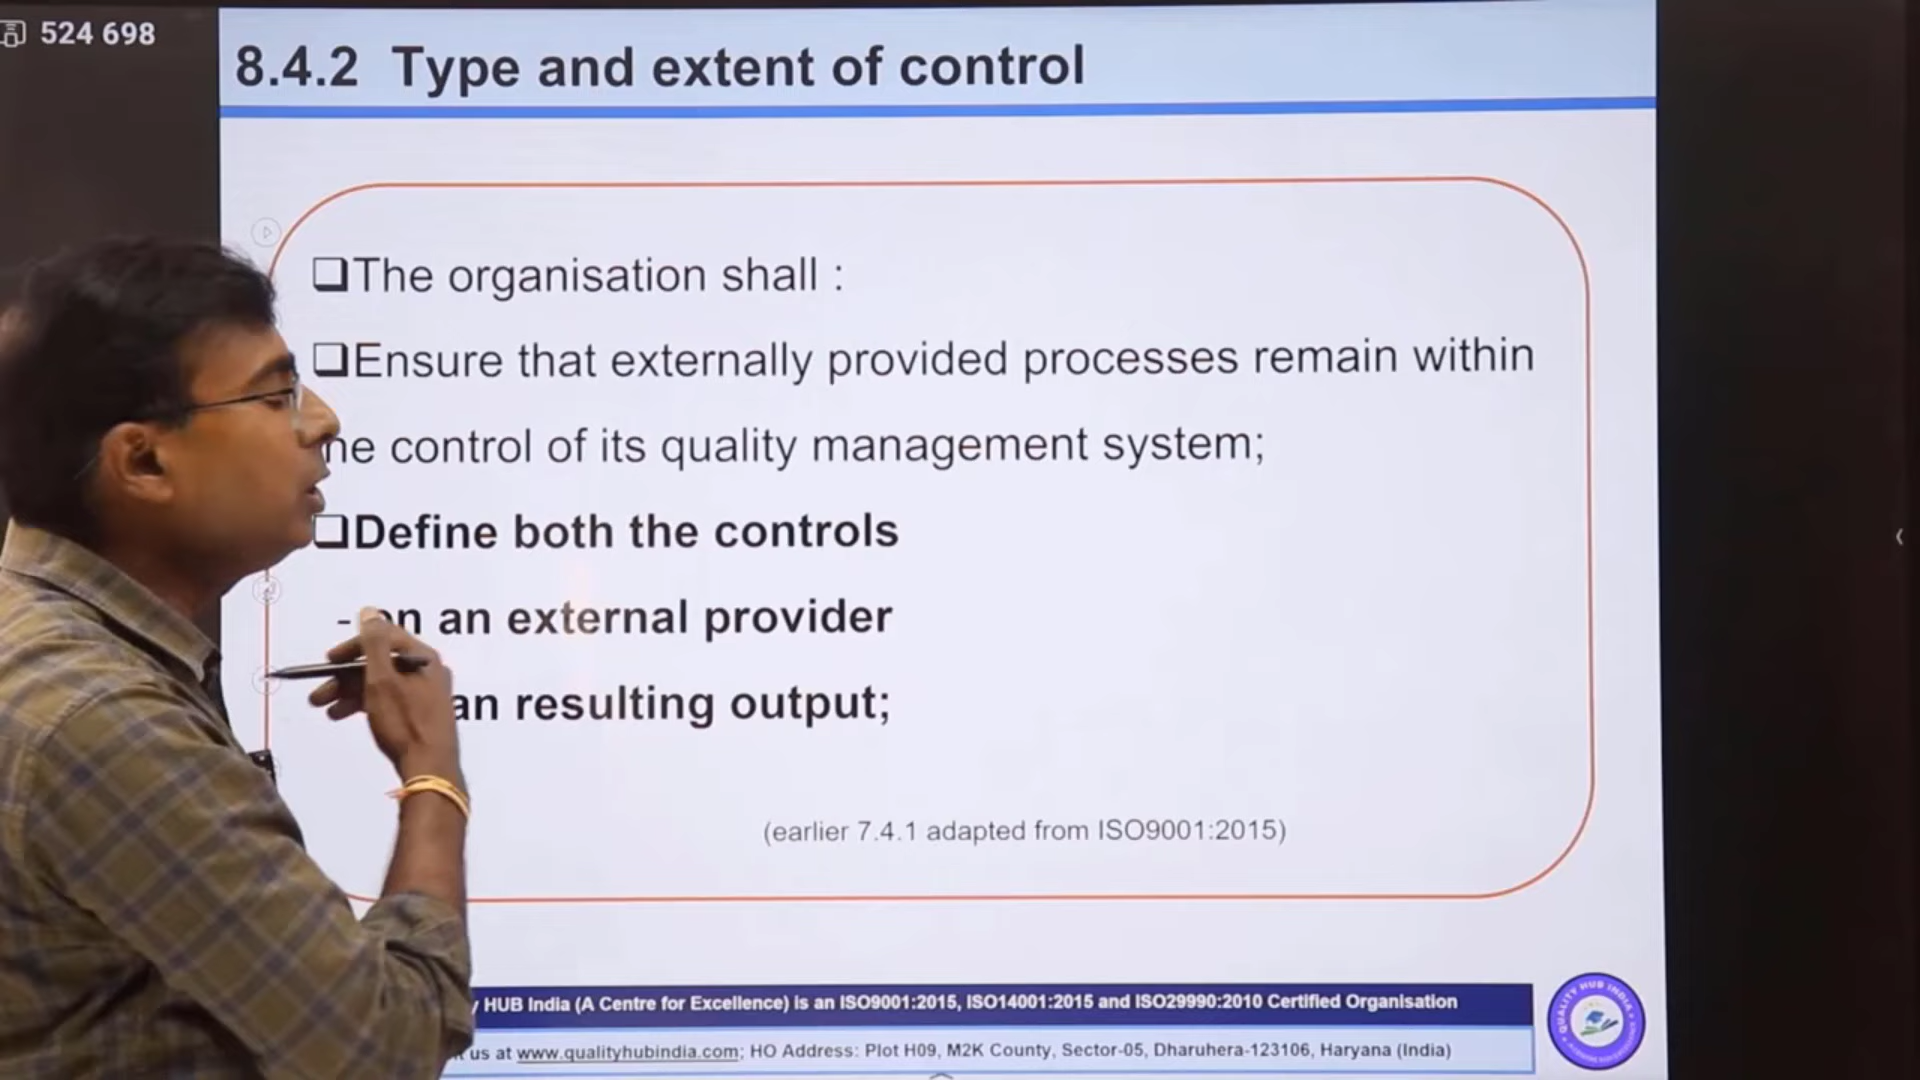 524 698
8.4.2 Type and extent of control
❑The organisation shall :
❑Ensure that externally provided processes remain within
he control of its quality management system;
❑Define both the controls
- on an external provider
an resulting output;
(earlier 7.4.1 adapted from ISO9001:2015)
HUB India (A Centre for Excellence) is an ISO9001:2015, ISO14001:2015 and ISO29990:2010 Certified Organisation
us at www.qualityhubindia.com; HO Address: Plot H09, M2K County, Sector-05, Dharuhera-123106, Haryana (India)
QUALITY HUB INDIA